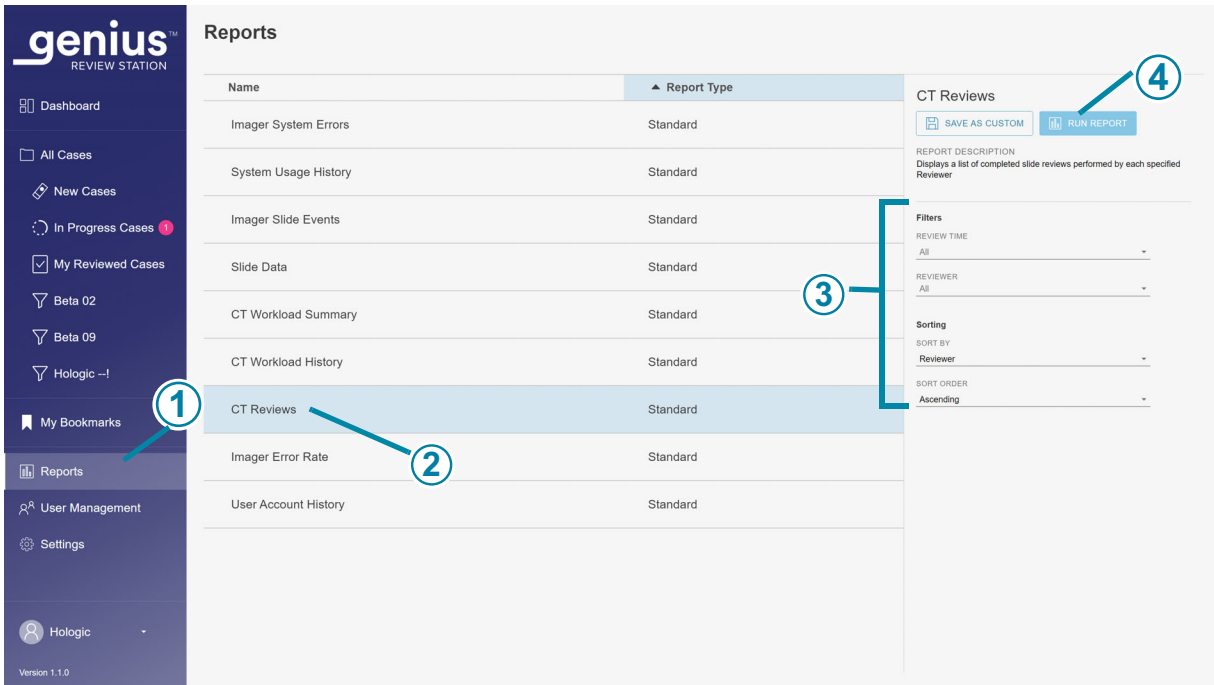 genius™
REVIEW STATION
Dashboard
All Cases
New Cases
In Progress Cases 1
My Reviewed Cases
Beta 02
Beta 09
Hologic --!
My Bookmarks
Reports
User Management
Settings
Hologic
Version 1.1.0
Reports
Name Report Type
Imager System Errors Standard
System Usage History Standard
Imager Slide Events Standard
Slide Data Standard
CT Workload Summary Standard
CT Workload History Standard
CT Reviews Standard
Imager Error Rate Standard
User Account History Standard
1
2
3
4
CT Reviews
SAVE AS CUSTOM RUN REPORT
REPORT DESCRIPTION
Displays a list of completed slide reviews performed by each specified
Reviewer
Filters
REVIEW TIME
All
REVIEWER
All
Sorting
SORT BY
Reviewer
SORT ORDER
Ascending